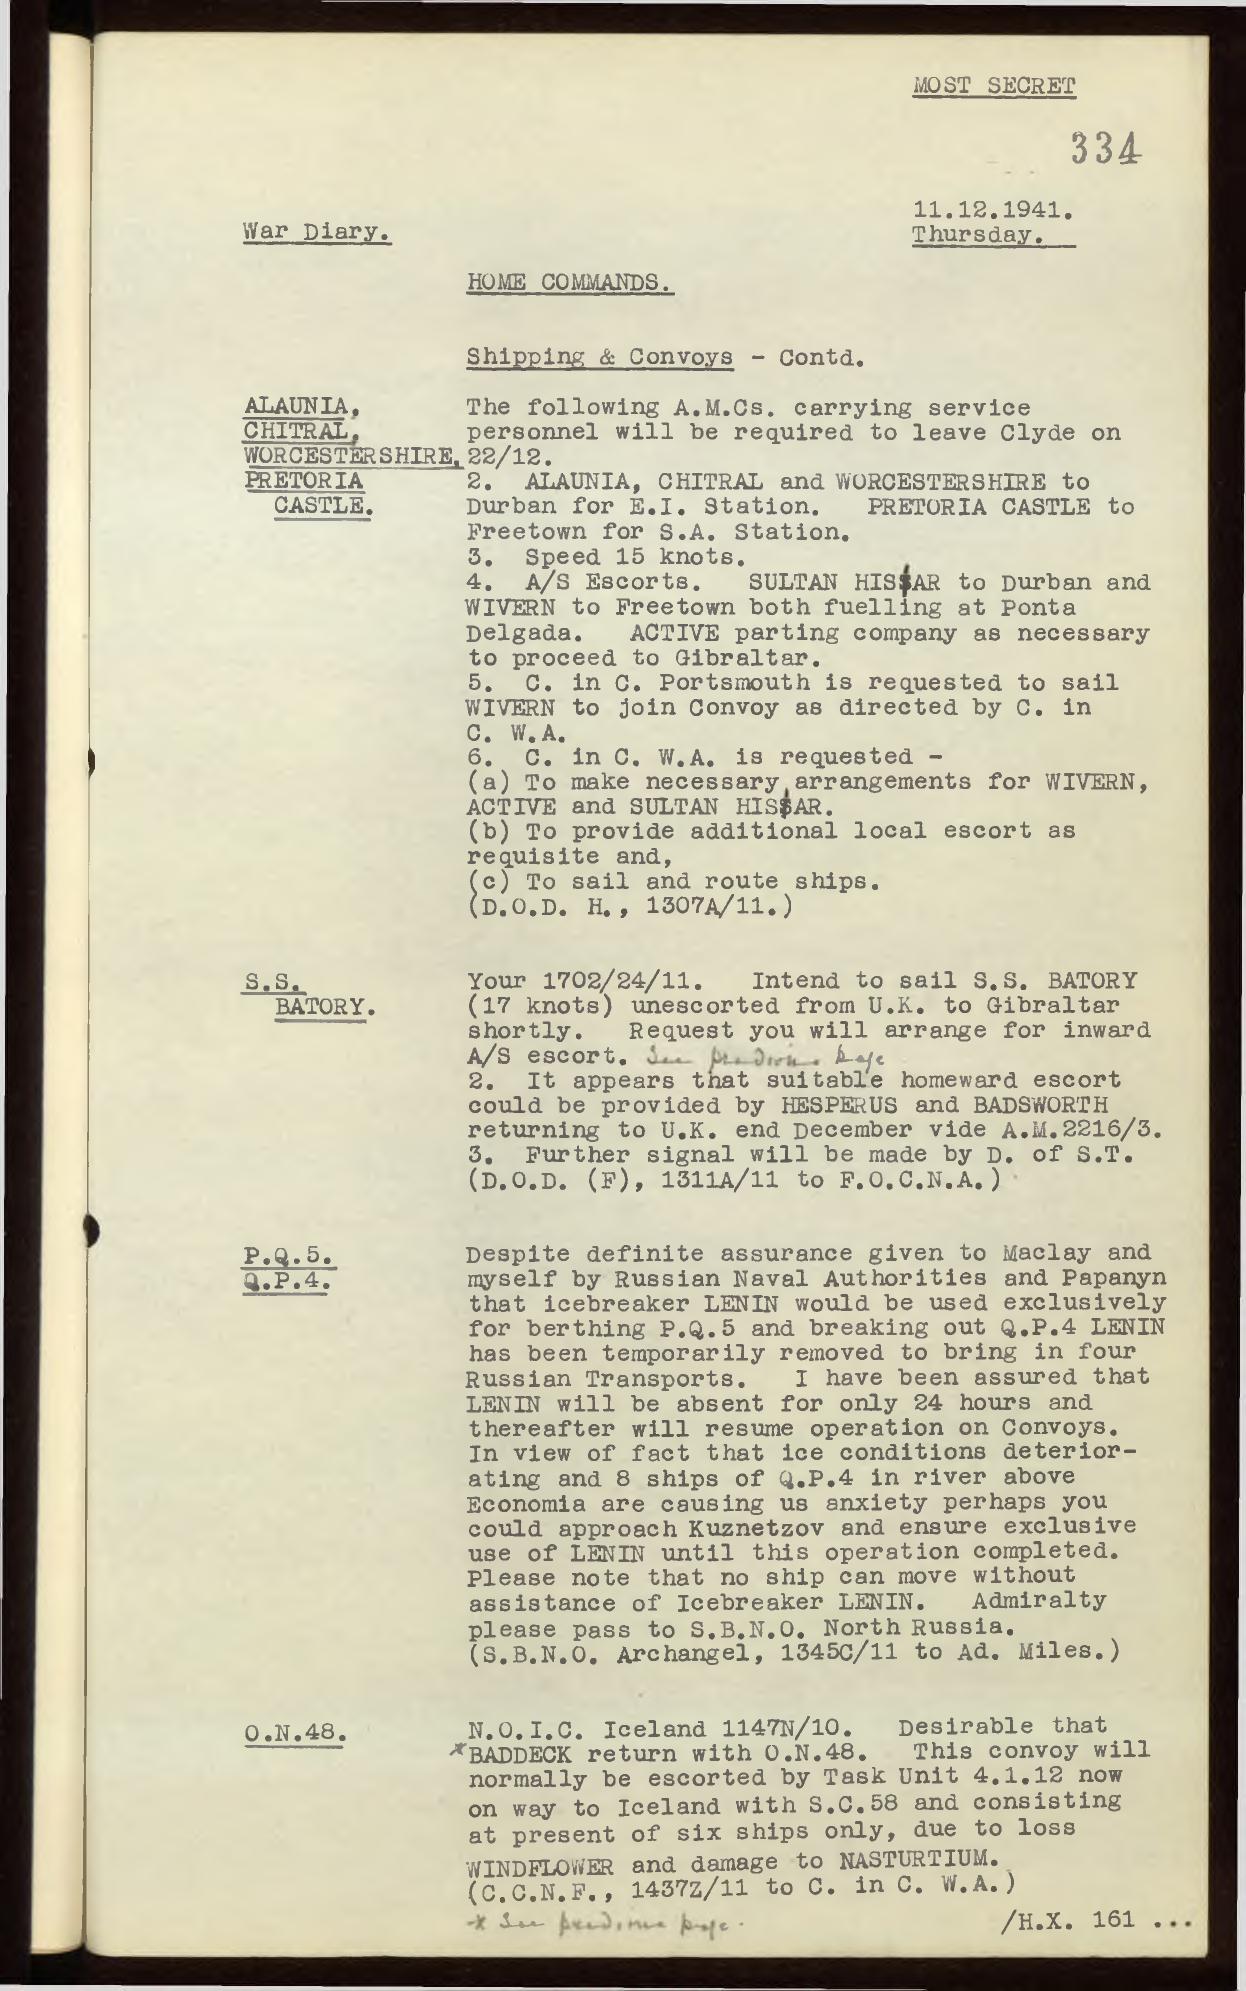 MOST SECRET
334
11.12.1941.
War Diary.
Thursday.
HOME COMMANDS.
Shipping & Convoys - Contd.
ALAUNIA,
CHITRAL,
WORCESTERSHIRE,
PRETORIA
CASTLE.
The following A.M.Cs. carrying service
personnel will be required to leave Clyde on
22/12.
2. ALAUNIA, CHITRAL and WORCESTERSHIRE to
Durban for E.I. Station. PRETORIA CASTLE to
Freetown for S.A. Station.
3. Speed 15 knots.
4. A/S Escorts. SULTAN HISSAR to Durban and
WIVERN to Freetown both fuelling at Ponta
Delgada. ACTIVE parting company as necessary
to proceed to Gibraltar.
5. C. in C. Portsmouth is requested to sail
WIVERN to join Convoy as directed by C. in
C. W.A.
6. C. in C. W.A. is requested -
(a) To make necessary arrangements for WIVERN,
ACTIVE and SULTAN HISSAR.
(b) To provide additional local escort as
requisite and,
(c) To sail and route ships.
(D.O.D. H., 1307A/11.)
S.S.
BATORY.
Your 1702/24/11. Intend to sail S.S. BATORY
(17 knots) unescorted from U.K. to Gibraltar
shortly. Request you will arrange for inward
A/S escort. See previous page
2. It appears that suitable homeward escort
could be provided by HESPERUS and BADSWORTH
returning to U.K. end December vide A.M.2216/3.
3. Further signal will be made by D. of S.T.
(D.O.D. (F), 1311A/11 to F.O.C.N.A.)
P.Q.5.
Q.P.4.
Despite definite assurance given to Maclay and
myself by Russian Naval Authorities and Papanyn
that icebreaker LENIN would be used exclusively
for berthing P.Q.5 and breaking out Q.P.4 LENIN
has been temporarily removed to bring in four
Russian Transports. I have been assured that
LENIN will be absent for only 24 hours and
thereafter will resume operation on Convoys.
In view of fact that ice conditions deterior-
ating and 8 ships of Q.P.4 in river above
Economia are causing us anxiety perhaps you
could approach Kuznetzov and ensure exclusive
use of LENIN until this operation completed.
Please note that no ship can move without
assistance of Icebreaker LENIN. Admiralty
please pass to S.B.N.O. North Russia.
(S.B.N.O. Archangel, 1345C/11 to Ad. Miles.)
O.N.48.
N.O.I.C. Iceland 1147N/10. Desirable that
*BADDECK return with O.N.48. This convoy will
normally be escorted by Task Unit 4.1.12 now
on way to Iceland with S.C.58 and consisting
at present of six ships only, due to loss
WINDFLOWER and damage to NASTURTIUM.
(C.C.N.F., 1437Z/11 to C. in C. W.A.)
* See previous page.
/H.X. 161 ...